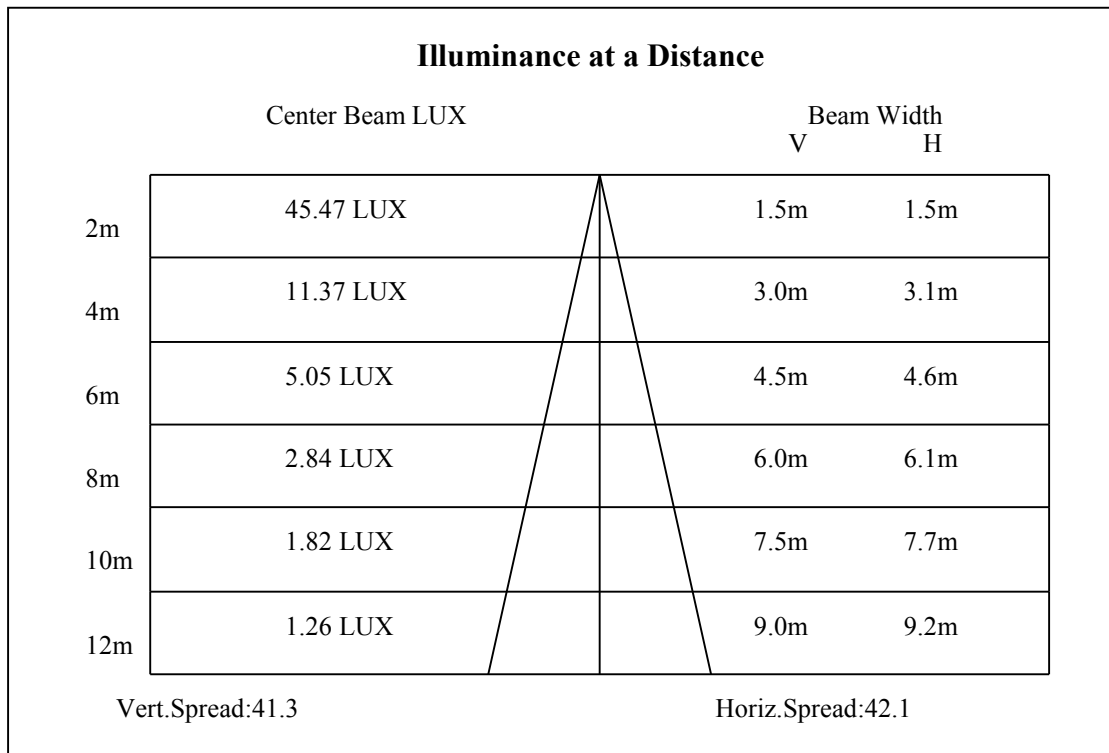 Illuminance at a Distance
Center Beam LUX Beam Width
V H
2m 45.47 LUX 1.5m 1.5m
4m 11.37 LUX 3.0m 3.1m
6m 5.05 LUX 4.5m 4.6m
8m 2.84 LUX 6.0m 6.1m
10m 1.82 LUX 7.5m 7.7m
12m 1.26 LUX 9.0m 9.2m
Vert.Spread:41.3 Horiz.Spread:42.1